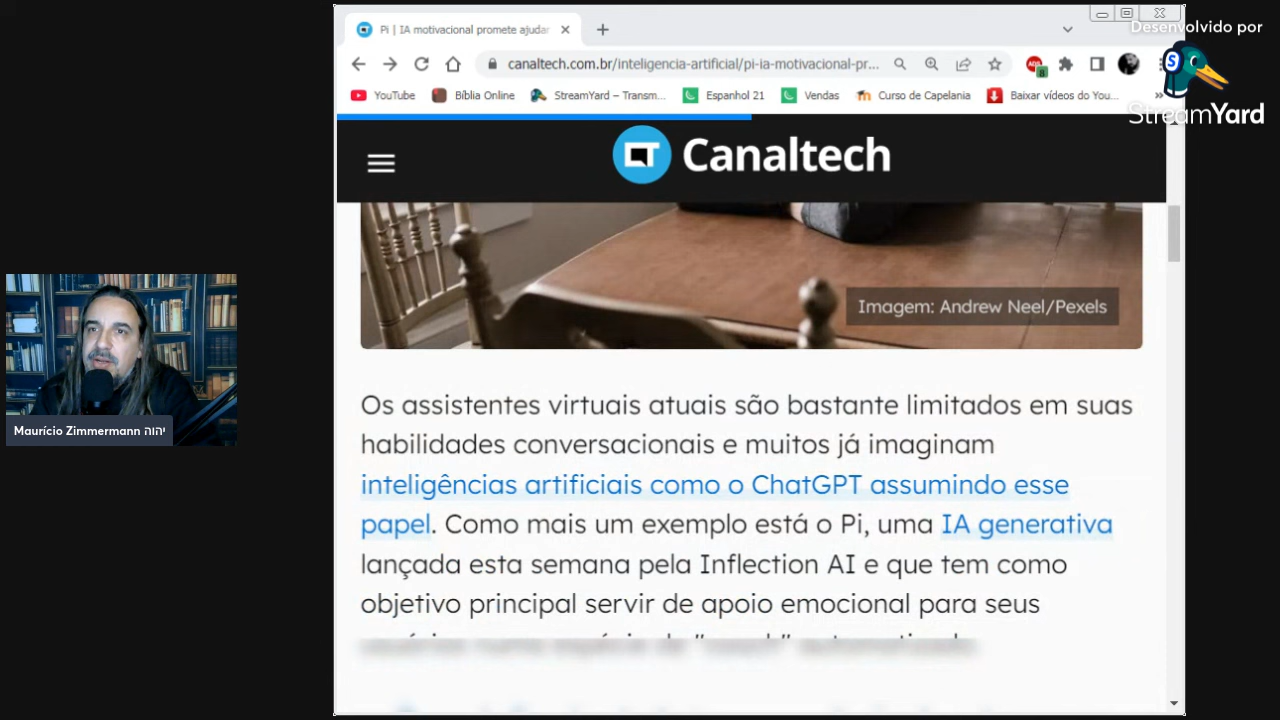 Pi | IA motivacional promete ajudar
Desenvolvido por
canaltech.com.br/inteligencia-artificial/pi-ia-motivacional-pr...
YouTube
Bíblia Online
StreamYard – Transm...
Espanhol 21
Vendas
Curso de Capelania
Baixar vídeos do You...
»
StreamYard
Canaltech
Imagem: Andrew Neel/Pexels
Maurício Zimmermann יהוה
Os assistentes virtuais atuais são bastante limitados em suas
habilidades conversacionais e muitos já imaginam
inteligências artificiais como o ChatGPT assumindo esse
papel. Como mais um exemplo está o Pi, uma IA generativa
lançada esta semana pela Inflection AI e que tem como
objetivo principal servir de apoio emocional para seus